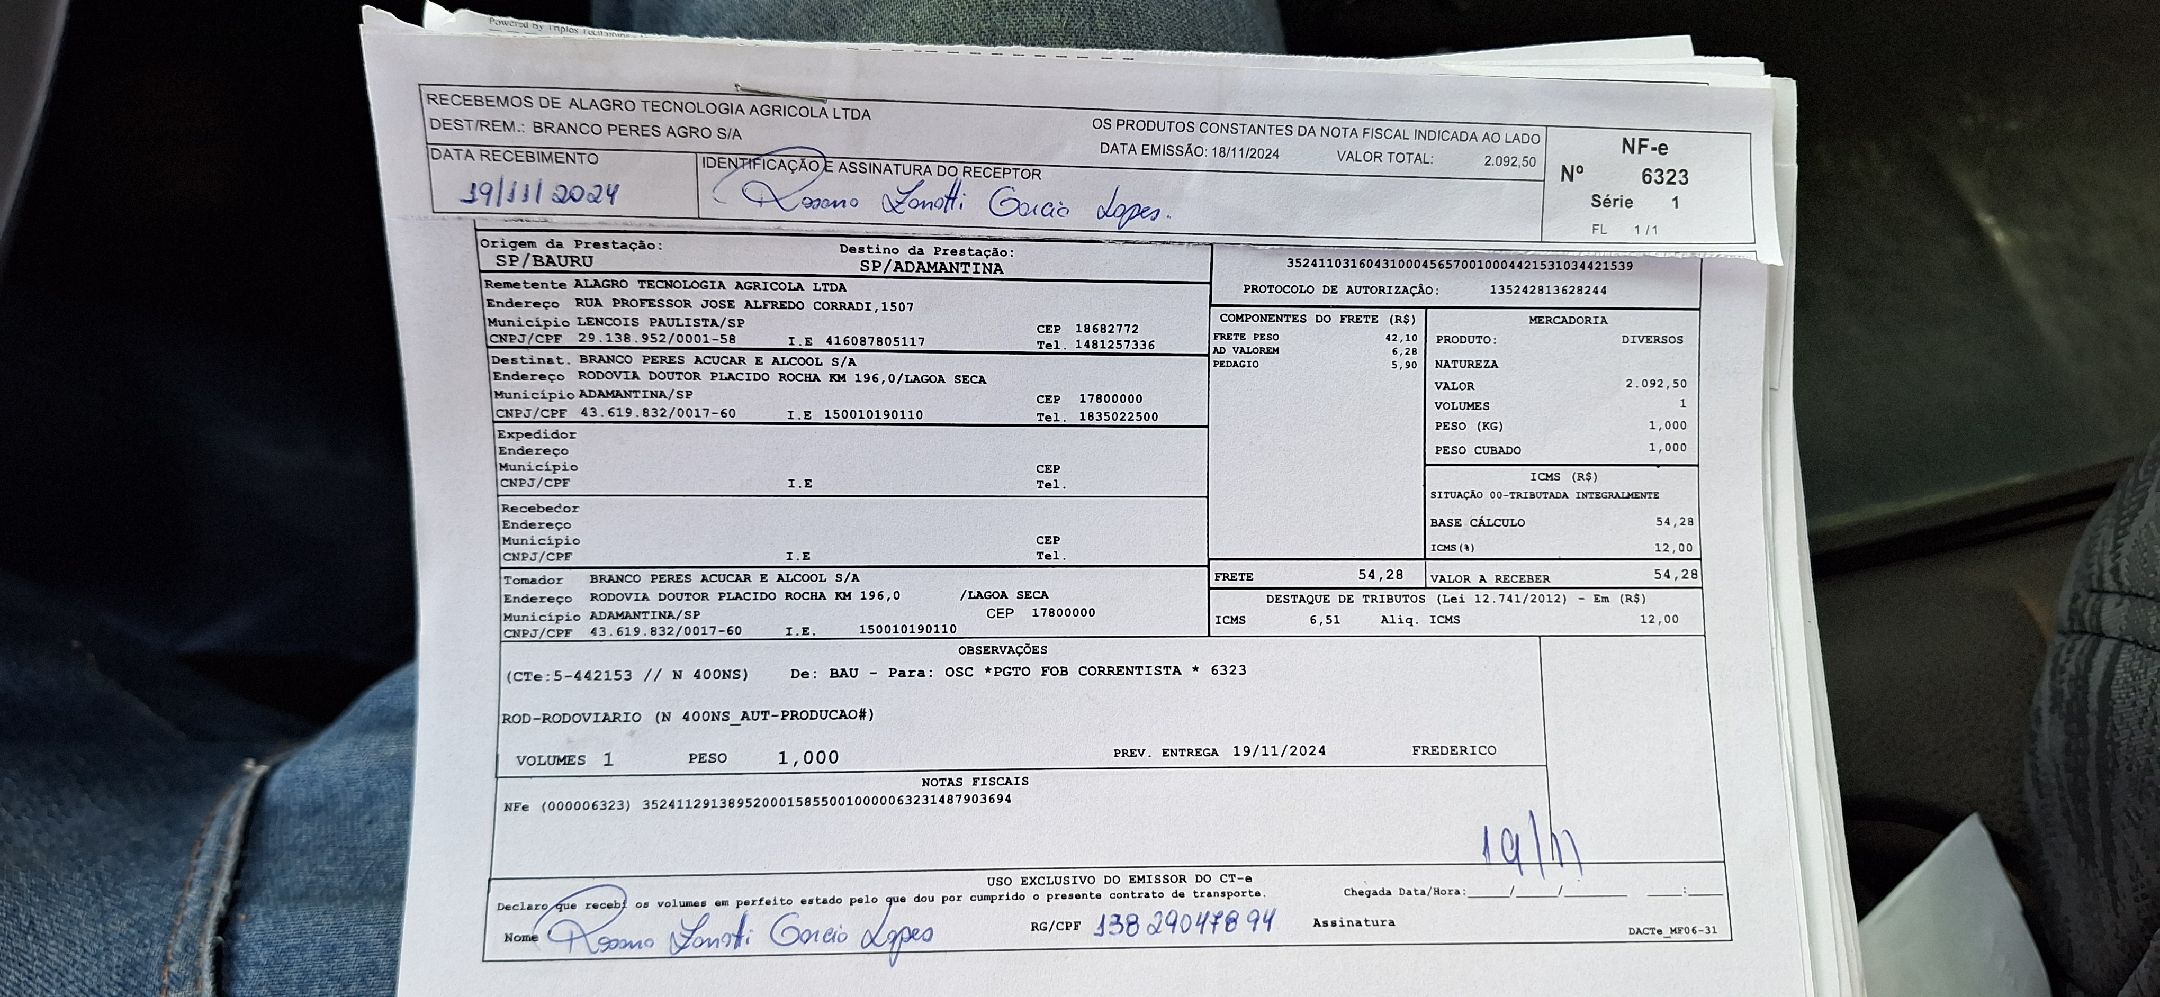 RECEBEMOS DE ALAGRO TECNOLOGIA AGRICOLA LTDA OS PRODUTOS CONSTANTES DA NOTA FISCAL INDICADA AO LADO
DEST/REM.: BRANCO PERES AGRO S/A DATA EMISSÃO: 18/11/2024 VALOR TOTAL: 2.092,50
DATA RECEBIMENTO IDENTIFICAÇÃO E ASSINATURA DO RECEPTOR
19/11/2024 Rosana Zanotti Garcia Lopes.
NF-e
Nº 6323
Série 1
FL 1/1
Origem da Prestação: Destino da Prestação:
SP/BAURU SP/ADAMANTINA
35241103160431000456570010004421531034421539
PROTOCOLO DE AUTORIZAÇÃO: 135242813628244
Remetente ALAGRO TECNOLOGIA AGRICOLA LTDA
Endereço RUA PROFESSOR JOSE ALFREDO CORRADI,1507
Município LENCOIS PAULISTA/SP CEP 18682772
CNPJ/CPF 29.138.952/0001-58 I.E 416087805117 Tel. 1481257336
Destinat. BRANCO PERES ACUCAR E ALCOOL S/A
Endereço RODOVIA DOUTOR PLACIDO ROCHA KM 196,0/LAGOA SECA
Município ADAMANTINA/SP CEP 17800000
CNPJ/CPF 43.619.832/0017-60 I.E 150010190110 Tel. 1835022500
Expedidor
Endereço
Município CEP
CNPJ/CPF I.E Tel.
Recebedor
Endereço
Município CEP
CNPJ/CPF I.E Tel.
Tomador BRANCO PERES ACUCAR E ALCOOL S/A
Endereço RODOVIA DOUTOR PLACIDO ROCHA KM 196,0 /LAGOA SECA
Município ADAMANTINA/SP CEP 17800000
CNPJ/CPF 43.619.832/0017-60 I.E. 150010190110
COMPONENTES DO FRETE (R$)
FRETE PESO 42,10
AD VALOREM 6,28
PEDAGIO 5,90
FRETE 54,28
MERCADORIA
PRODUTO: DIVERSOS
NATUREZA
VALOR 2.092,50
VOLUMES 1
PESO (KG) 1,000
PESO CUBADO 1,000
ICMS (R$)
SITUAÇÃO 00-TRIBUTADA INTEGRALMENTE
BASE CÁLCULO 54,28
ICMS(%) 12,00
VALOR A RECEBER 54,28
DESTAQUE DE TRIBUTOS (Lei 12.741/2012) - Em (R$)
ICMS 6,51 Aliq. ICMS 12,00
OBSERVAÇÕES
(CTe:5-442153 // N 400NS) De: BAU - Para: OSC *PGTO FOB CORRENTISTA * 6323
ROD-RODOVIARIO (N 400NS_AUT-PRODUCAO#)
VOLUMES 1 PESO 1,000 PREV. ENTREGA 19/11/2024 FREDERICO
NOTAS FISCAIS
NFe (000006323) 35241129138952000158550010000063231487903694
19/11
USO EXCLUSIVO DO EMISSOR DO CT-e
Declaro que recebi os volumes em perfeito estado pelo que dou por cumprido o presente contrato de transporte. Chegada Data/Hora:____/____/______ ___:___
Nome Rosana Zanotti Garcia Lopes RG/CPF 13829047894 Assinatura
DACTe_MF06-31